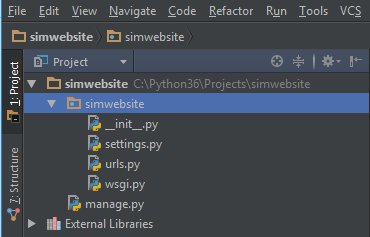 File Edit View Navigate Code Refactor Run Tools VCS
simwebsite simwebsite
Project
simwebsite C:\Python36\Projects\simwebsite
simwebsite
__init__.py
settings.py
urls.py
wsgi.py
manage.py
External Libraries
1: Project
7: Structure